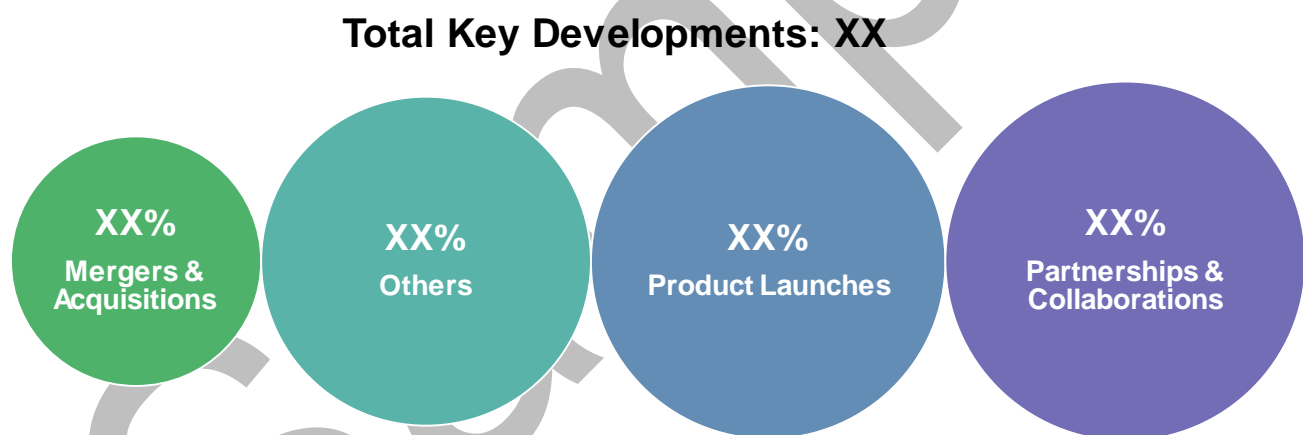 Total Key Developments: XX
XX%
Mergers &
Acquisitions
XX%
Others
XX%
Product Launches
XX%
Partnerships &
Collaborations